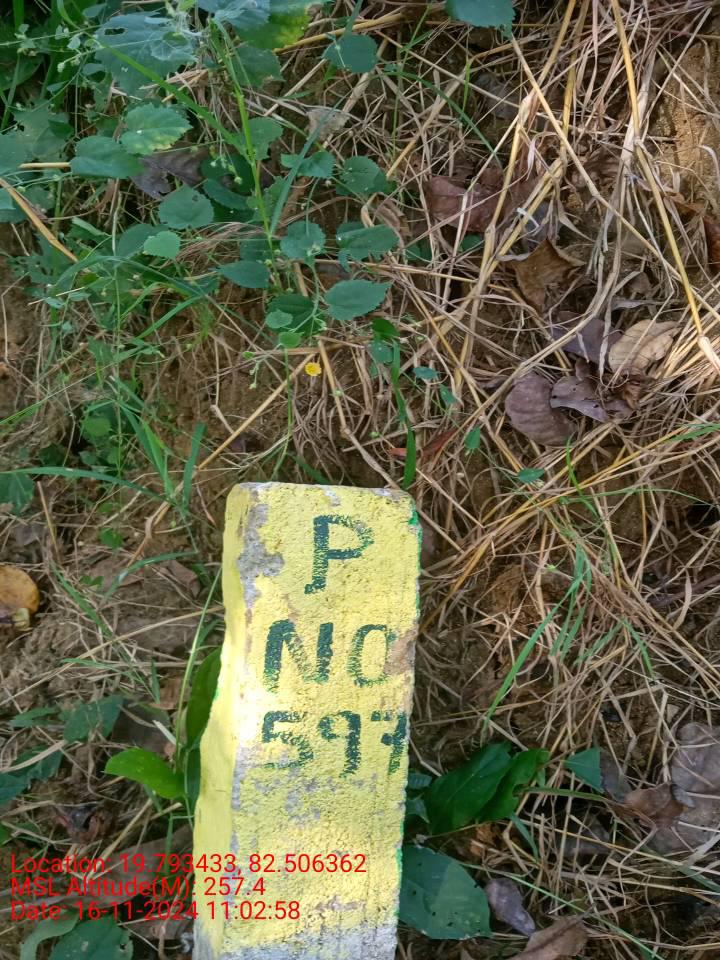 P
NO
597
Location: 19.793433, 82.506362
MSL Altitude(M): 257.4
Date: 16-11-2024 11:02:58